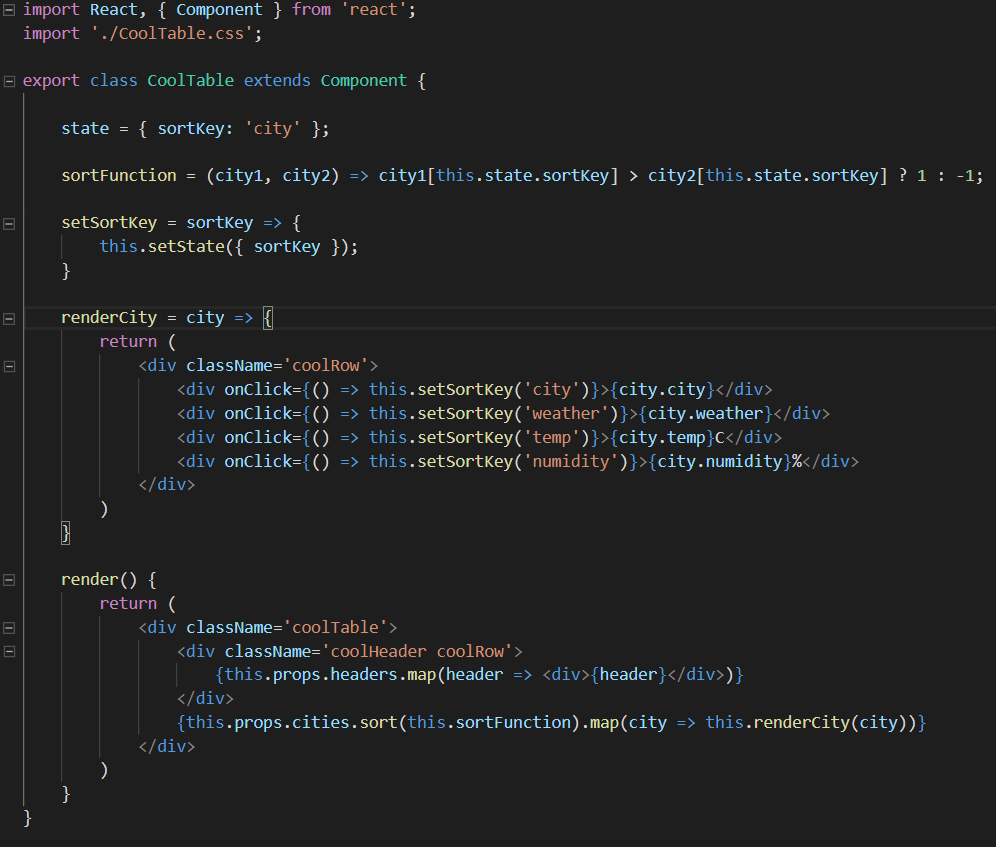 import React, { Component } from 'react';
import './CoolTable.css';
export class CoolTable extends Component {
state = { sortKey: 'city' };
sortFunction = (city1, city2) => city1[this.state.sortKey] > city2[this.state.sortKey] ? 1 : -1;
setSortKey = sortKey => {
this.setState({ sortKey });
}
renderCity = city => {
return (
<div className='coolRow'>
<div onClick={() => this.setSortKey('city')}>{city.city}</div>
<div onClick={() => this.setSortKey('weather')}>{city.weather}</div>
<div onClick={() => this.setSortKey('temp')}>{city.temp}C</div>
<div onClick={() => this.setSortKey('numidity')}>{city.numidity}%</div>
</div>
)
}
render() {
return (
<div className='coolTable'>
<div className='coolHeader coolRow'>
{this.props.headers.map(header => <div>{header}</div>)}
</div>
{this.props.cities.sort(this.sortFunction).map(city => this.renderCity(city))}
</div>
)
}
}